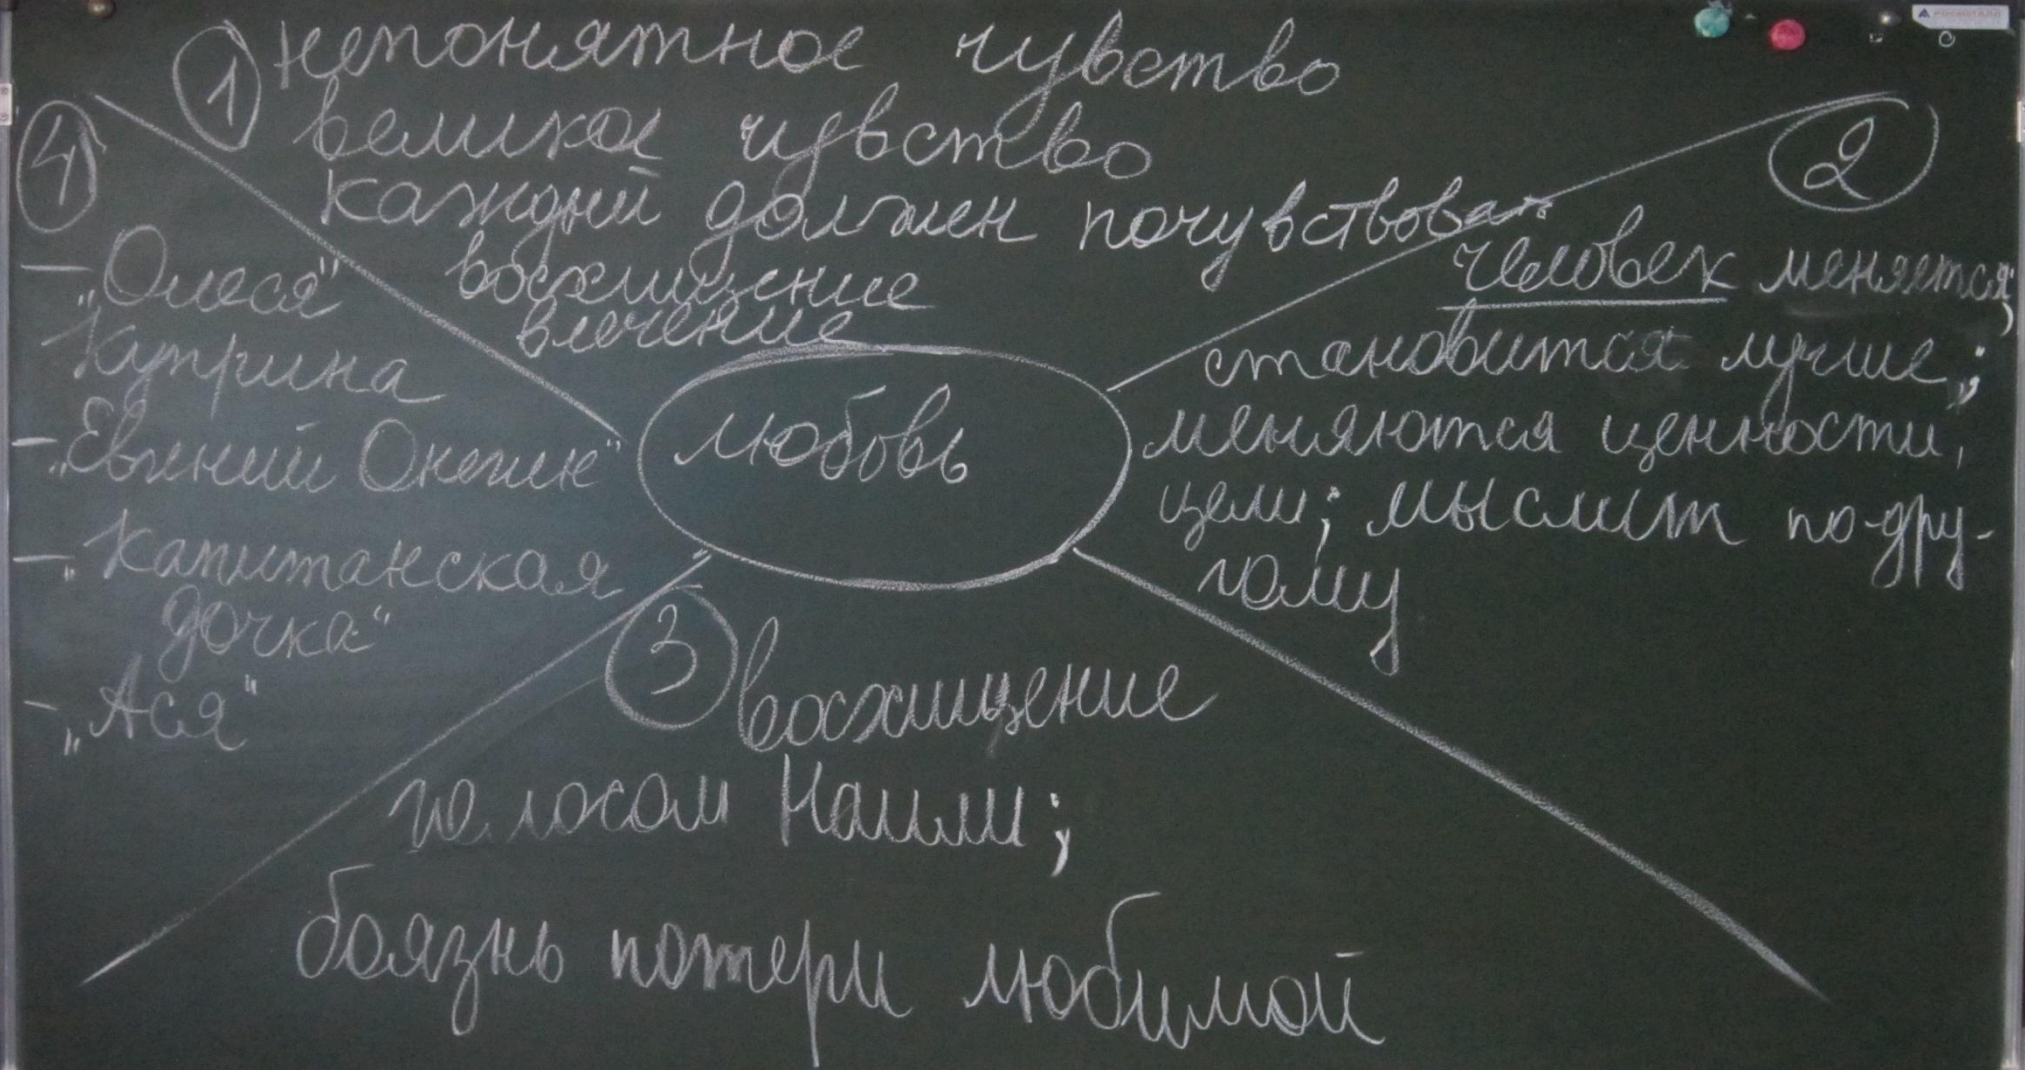 1 непонятное чувство
великое чувство
каждый должен почувствовать
восхищение
влечение
2
человек меняется;
становится лучше;
меняются ценности,
цели; мыслит по-дру-
гому
любовь
3 восхищение
голосом Наили;
боязнь потери любимой
4
- „Олеся"
Куприна
- „Евгений Онегин"
- „Капитанская
дочка"
- „Ася"